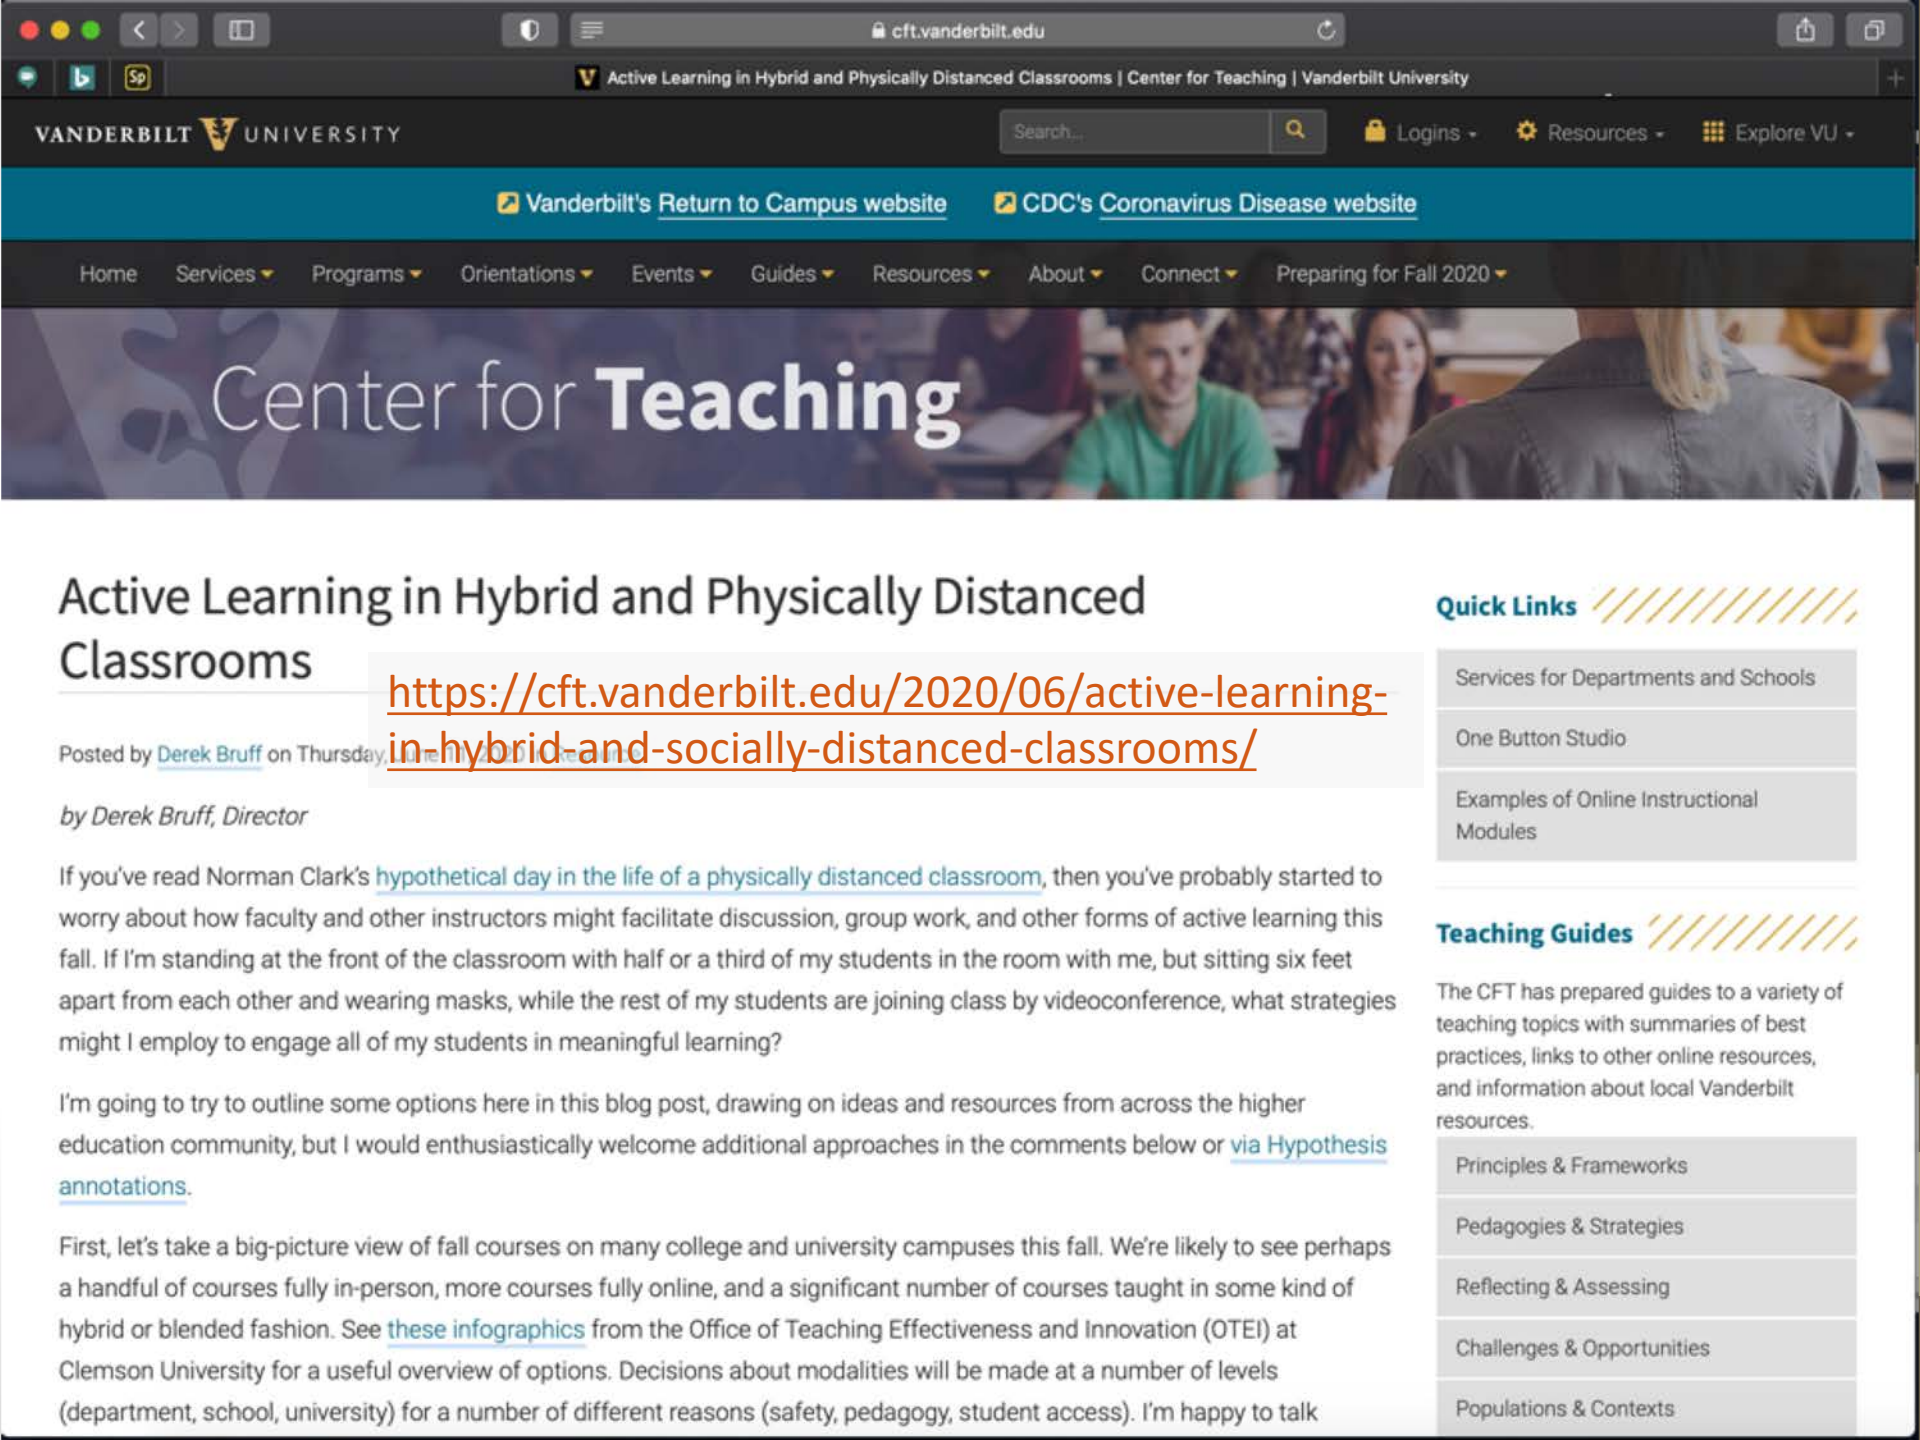 cft.vanderbilt.edu
Sp
Active Learning in Hybrid and Physically Distanced Classrooms | Center for Teaching | Vanderbilt University
VANDERBILT V UNIVERSITY
Search...
Logins
Resources
Explore VU
Vanderbilt's Return to Campus website
CDC's Coronavirus Disease website
Home Services Programs Orientations Events Guides Resources About Connect Preparing for Fall 2020
Center for Teaching
Active Learning in Hybrid and Physically Distanced
Classrooms
https://cft.vanderbilt.edu/2020/06/active-learning-
in-hybrid-and-socially-distanced-classrooms/
Posted by Derek Bruff on Thursday, June 11, 2020 in Resource
by Derek Bruff, Director
If you've read Norman Clark's hypothetical day in the life of a physically distanced classroom, then you've probably started to
worry about how faculty and other instructors might facilitate discussion, group work, and other forms of active learning this
fall. If I'm standing at the front of the classroom with half or a third of my students in the room with me, but sitting six feet
apart from each other and wearing masks, while the rest of my students are joining class by videoconference, what strategies
might I employ to engage all of my students in meaningful learning?
I'm going to try to outline some options here in this blog post, drawing on ideas and resources from across the higher
education community, but I would enthusiastically welcome additional approaches in the comments below or via Hypothesis
annotations.
First, let's take a big-picture view of fall courses on many college and university campuses this fall. We're likely to see perhaps
a handful of courses fully in-person, more courses fully online, and a significant number of courses taught in some kind of
hybrid or blended fashion. See these infographics from the Office of Teaching Effectiveness and Innovation (OTEI) at
Clemson University for a useful overview of options. Decisions about modalities will be made at a number of levels
(department, school, university) for a number of different reasons (safety, pedagogy, student access). I'm happy to talk
Quick Links
Services for Departments and Schools
One Button Studio
Examples of Online Instructional
Modules
Teaching Guides
The CFT has prepared guides to a variety of
teaching topics with summaries of best
practices, links to other online resources,
and information about local Vanderbilt
resources.
Principles & Frameworks
Pedagogies & Strategies
Reflecting & Assessing
Challenges & Opportunities
Populations & Contexts